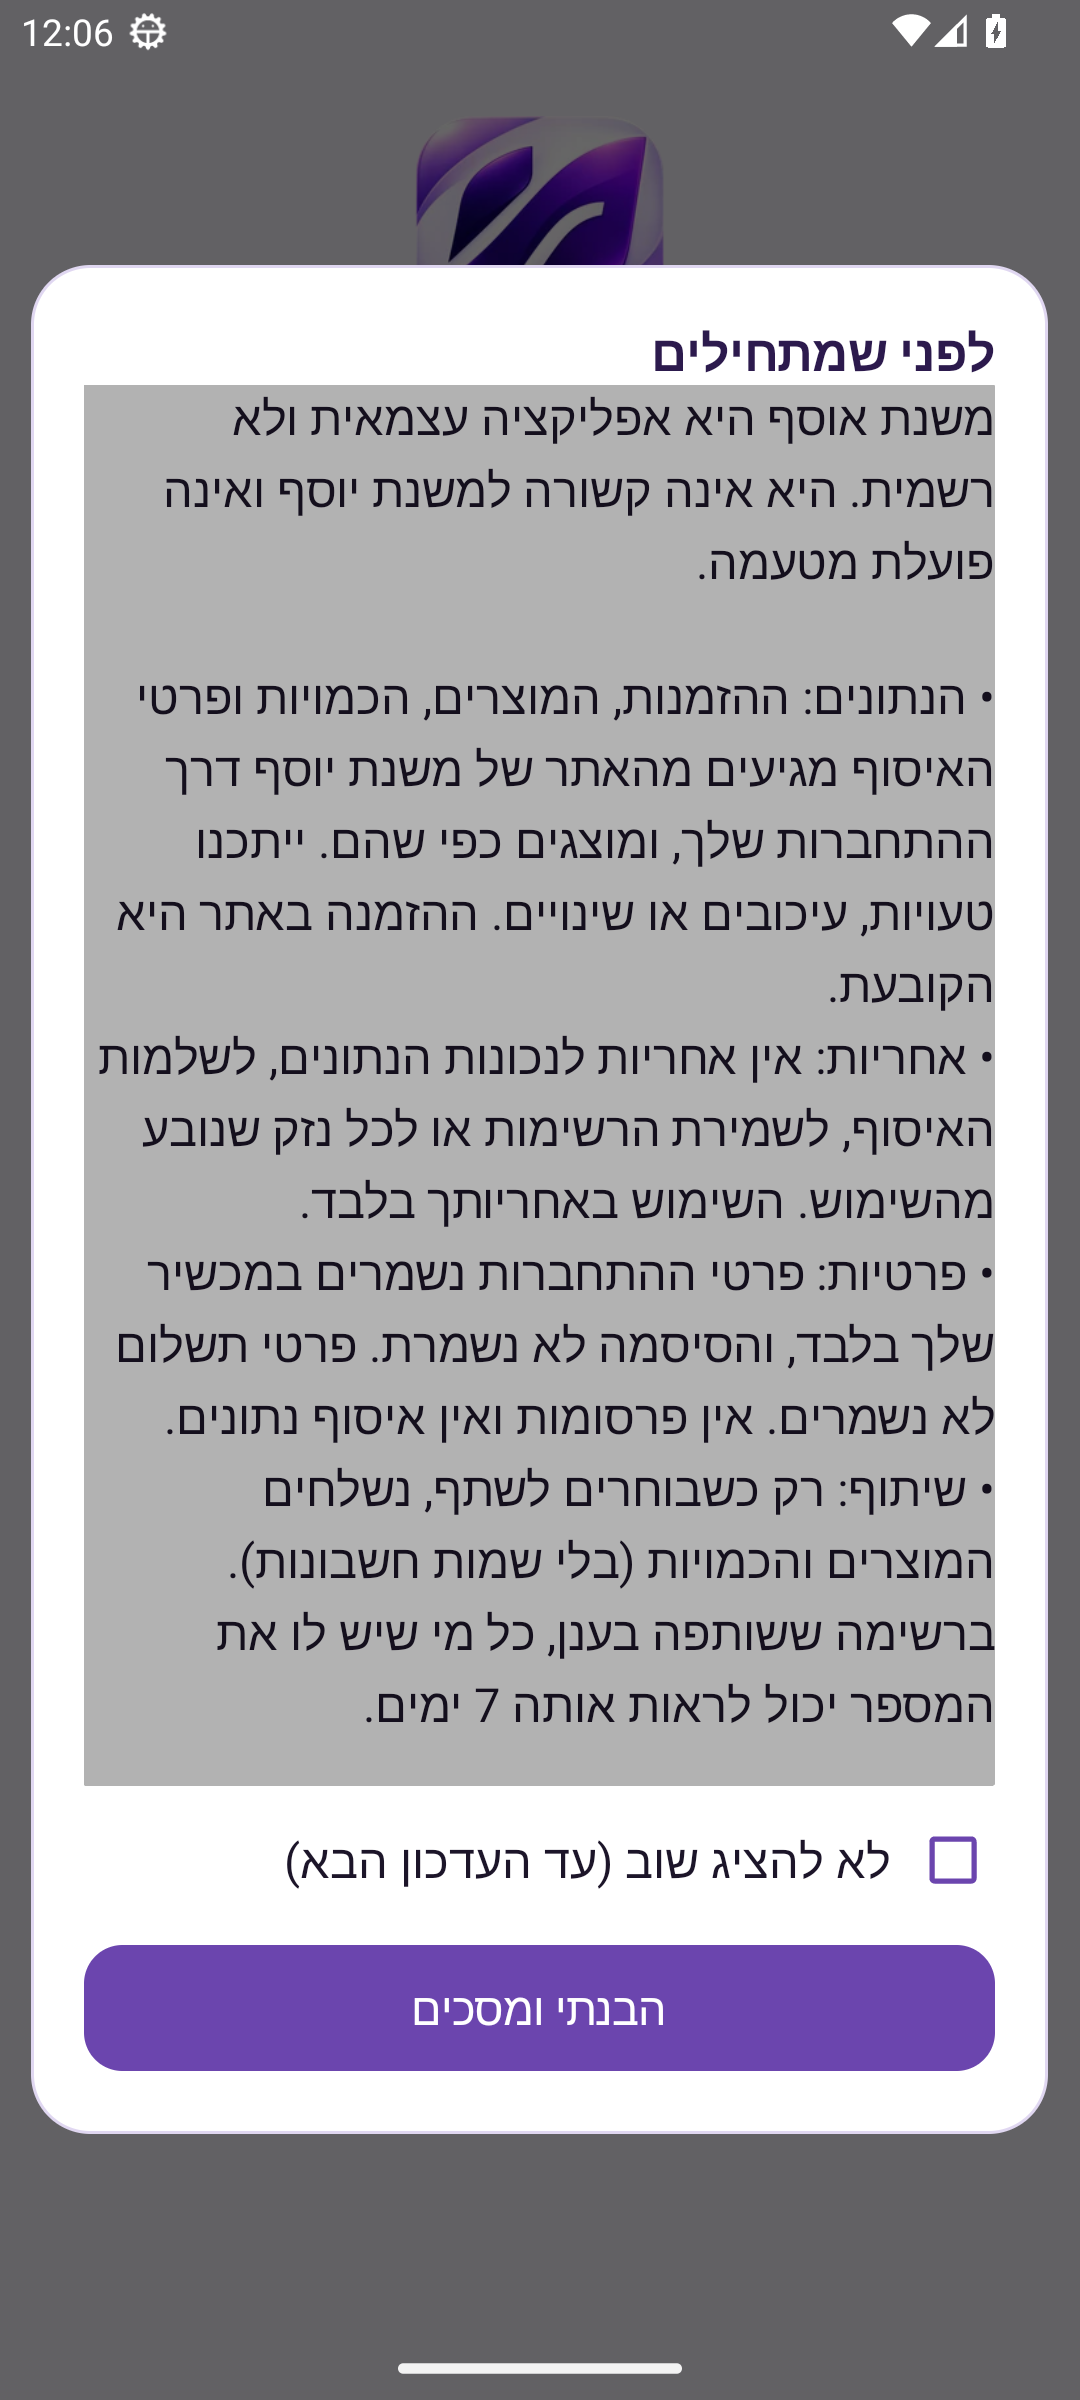 12:06
לפני שמתחילים
משנת אוסף היא אפליקציה עצמאית ולא
רשמית. היא אינה קשורה למשנת יוסף ואינה
פועלת מטעמה.
• הנתונים: ההזמנות, המוצרים, הכמויות ופרטי
האיסוף מגיעים מהאתר של משנת יוסף דרך
ההתחברות שלך, ומוצגים כפי שהם. ייתכנו
טעויות, עיכובים או שינויים. ההזמנה באתר היא
הקובעת.
• אחריות: אין אחריות לנכונות הנתונים, לשלמות
האיסוף, לשמירת הרשימות או לכל נזק שנובע
מהשימוש. השימוש באחריותך בלבד.
• פרטיות: פרטי ההתחברות נשמרים במכשיר
שלך בלבד, והסיסמה לא נשמרת. פרטי תשלום
לא נשמרים. אין פרסומות ואין איסוף נתונים.
• שיתוף: רק כשבוחרים לשתף, נשלחים
המוצרים והכמויות (בלי שמות חשבונות).
ברשימה ששותפה בענן, כל מי שיש לו את
המספר יכול לראות אותה 7 ימים.
לא להציג שוב (עד העדכון הבא)
הבנתי ומסכים